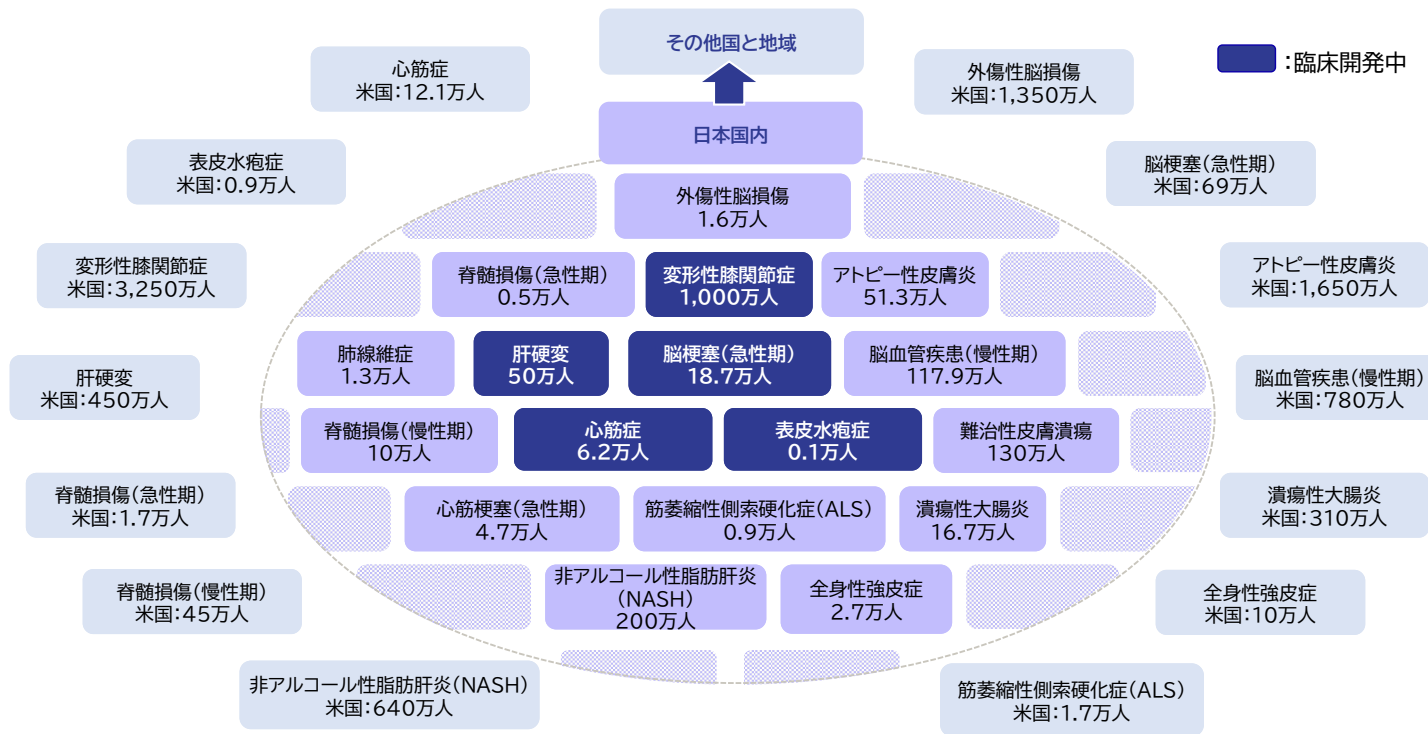 その他国と地域
:臨床開発中
心筋症
米国:12.1万人
外傷性脳損傷
米国:1,350万人
日本国内
表皮水疱症
米国:0.9万人
脳梗塞(急性期)
米国:69万人
外傷性脳損傷
1.6万人
変形性膝関節症
米国:3,250万人
脊髄損傷(急性期)
0.5万人
変形性膝関節症
1,000万人
アトピー性皮膚炎
51.3万人
アトピー性皮膚炎
米国:1,650万人
肺線維症
1.3万人
肝硬変
50万人
脳梗塞(急性期)
18.7万人
脳血管疾患(慢性期)
117.9万人
肝硬変
米国:450万人
脳血管疾患(慢性期)
米国:780万人
脊髄損傷(慢性期)
10万人
心筋症
6.2万人
表皮水疱症
0.1万人
難治性皮膚潰瘍
130万人
脊髄損傷(急性期)
米国:1.7万人
心筋梗塞(急性期)
4.7万人
筋萎縮性側索硬化症(ALS)
0.9万人
潰瘍性大腸炎
16.7万人
潰瘍性大腸炎
米国:310万人
脊髄損傷(慢性期)
米国:45万人
非アルコール性脂肪肝炎
(NASH)
200万人
全身性強皮症
2.7万人
全身性強皮症
米国:10万人
非アルコール性脂肪肝炎(NASH)
米国:640万人
筋萎縮性側索硬化症(ALS)
米国:1.7万人